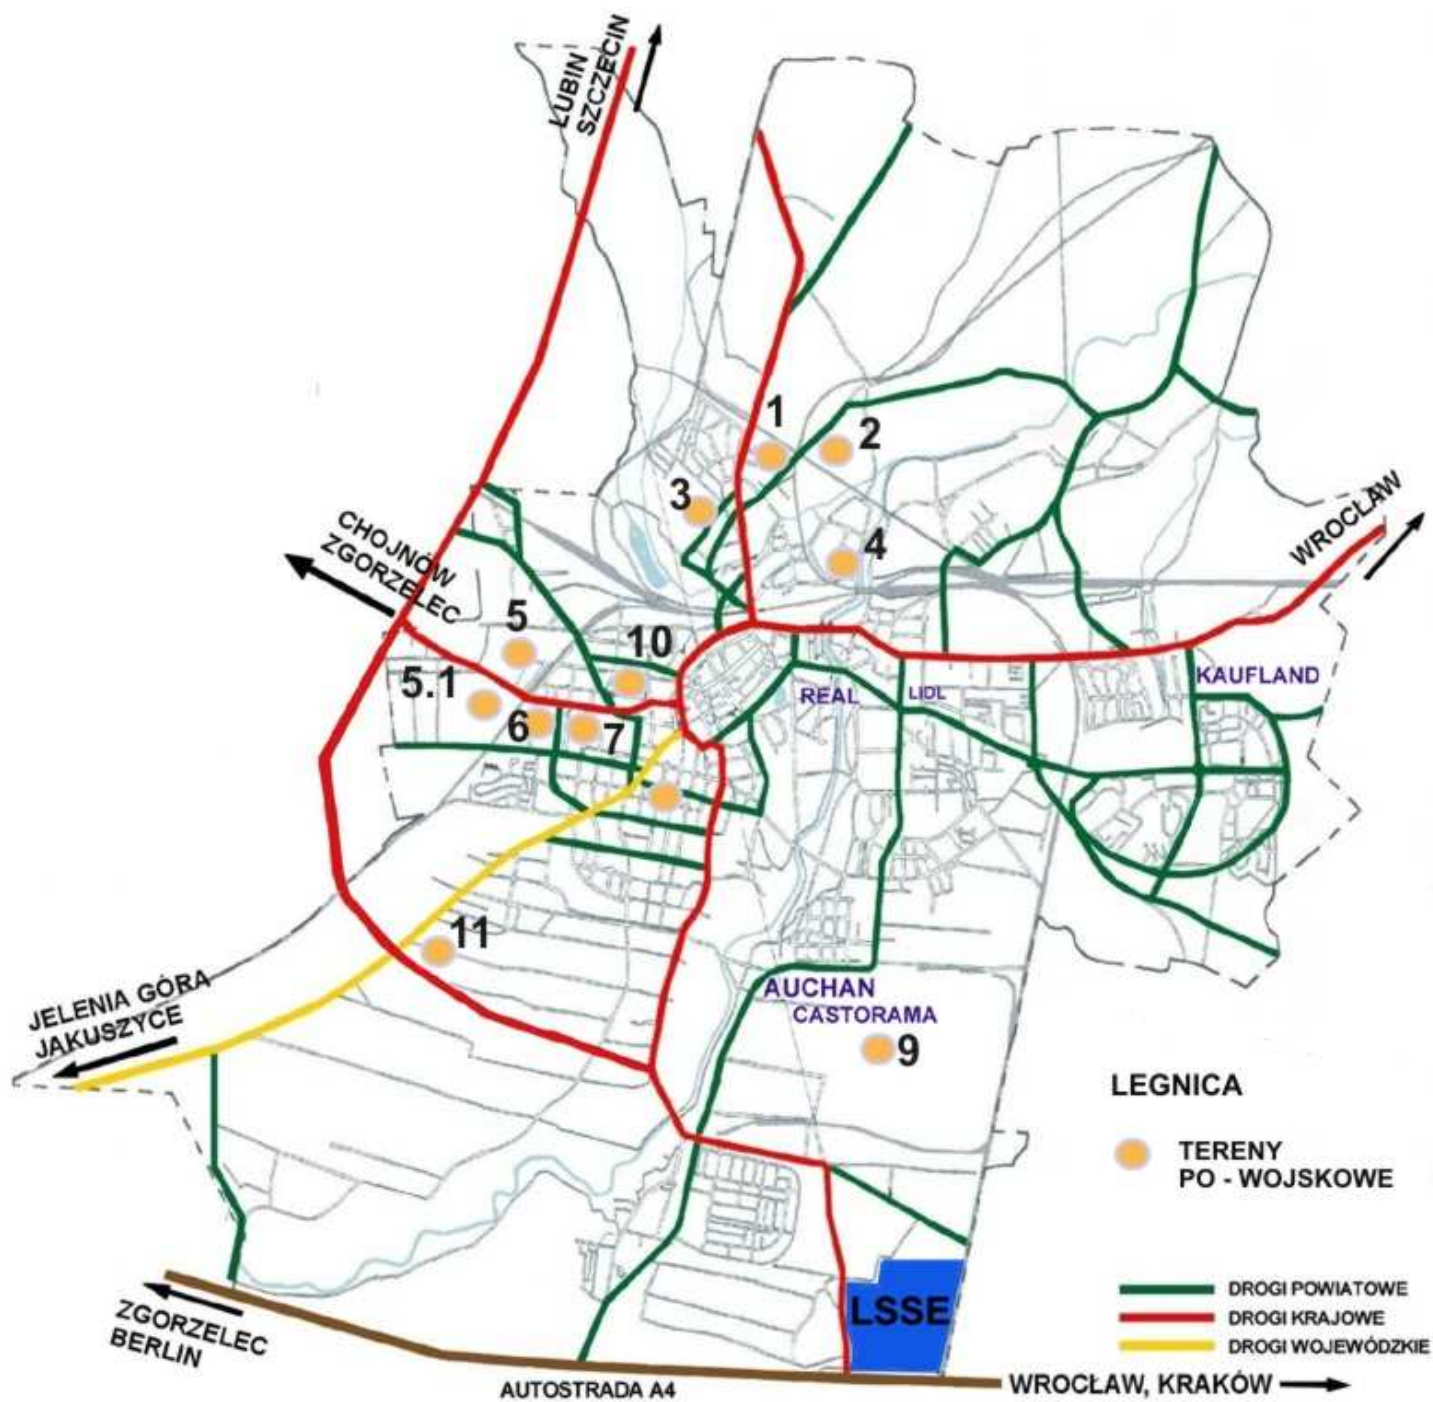 LUBIN
SZCZECIN
1
2
3
CHOJNÓW
ZGORZELEC
WROCŁAW
4
5
10
5.1
KAUFLAND
REAL
LIDL
6
7
11
JELENIA GÓRA
JAKUSZYCE
AUCHAN
CASTORAMA
9
LEGNICA
TERENY
PO - WOJSKOWE
ZGORZELEC
BERLIN
LSSE
DROGI POWIATOWE
DROGI KRAJOWE
DROGI WOJEWÓDZKIE
AUTOSTRADA A4
WROCŁAW, KRAKÓW